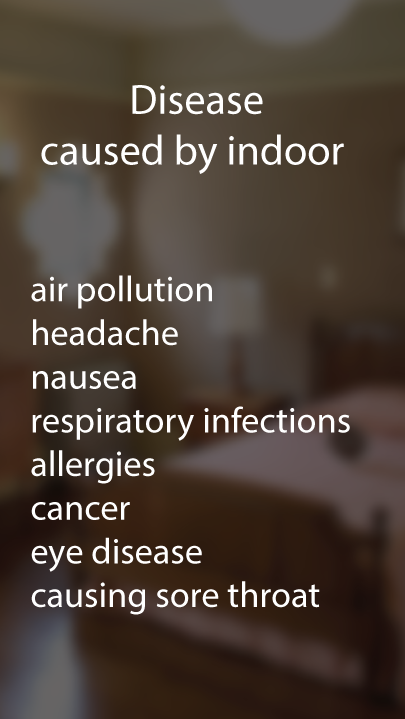 Disease
caused by indoor
air pollution
headache
nausea
respiratory infections
allergies
cancer
eye disease
causing sore throat